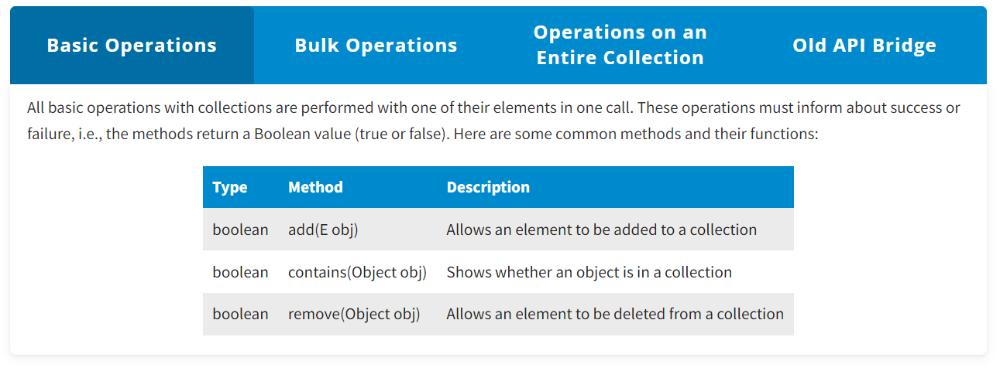 Basic Operations
Bulk Operations
Operations on an
Entire Collection
Old API Bridge
All basic operations with collections are performed with one of their elements in one call. These operations must inform about success or
failure, i.e., the methods return a Boolean value (true or false). Here are some common methods and their functions:
Type Method Description
boolean add(E obj) Allows an element to be added to a collection
boolean contains(Object obj) Shows whether an object is in a collection
boolean remove(Object obj) Allows an element to be deleted from a collection